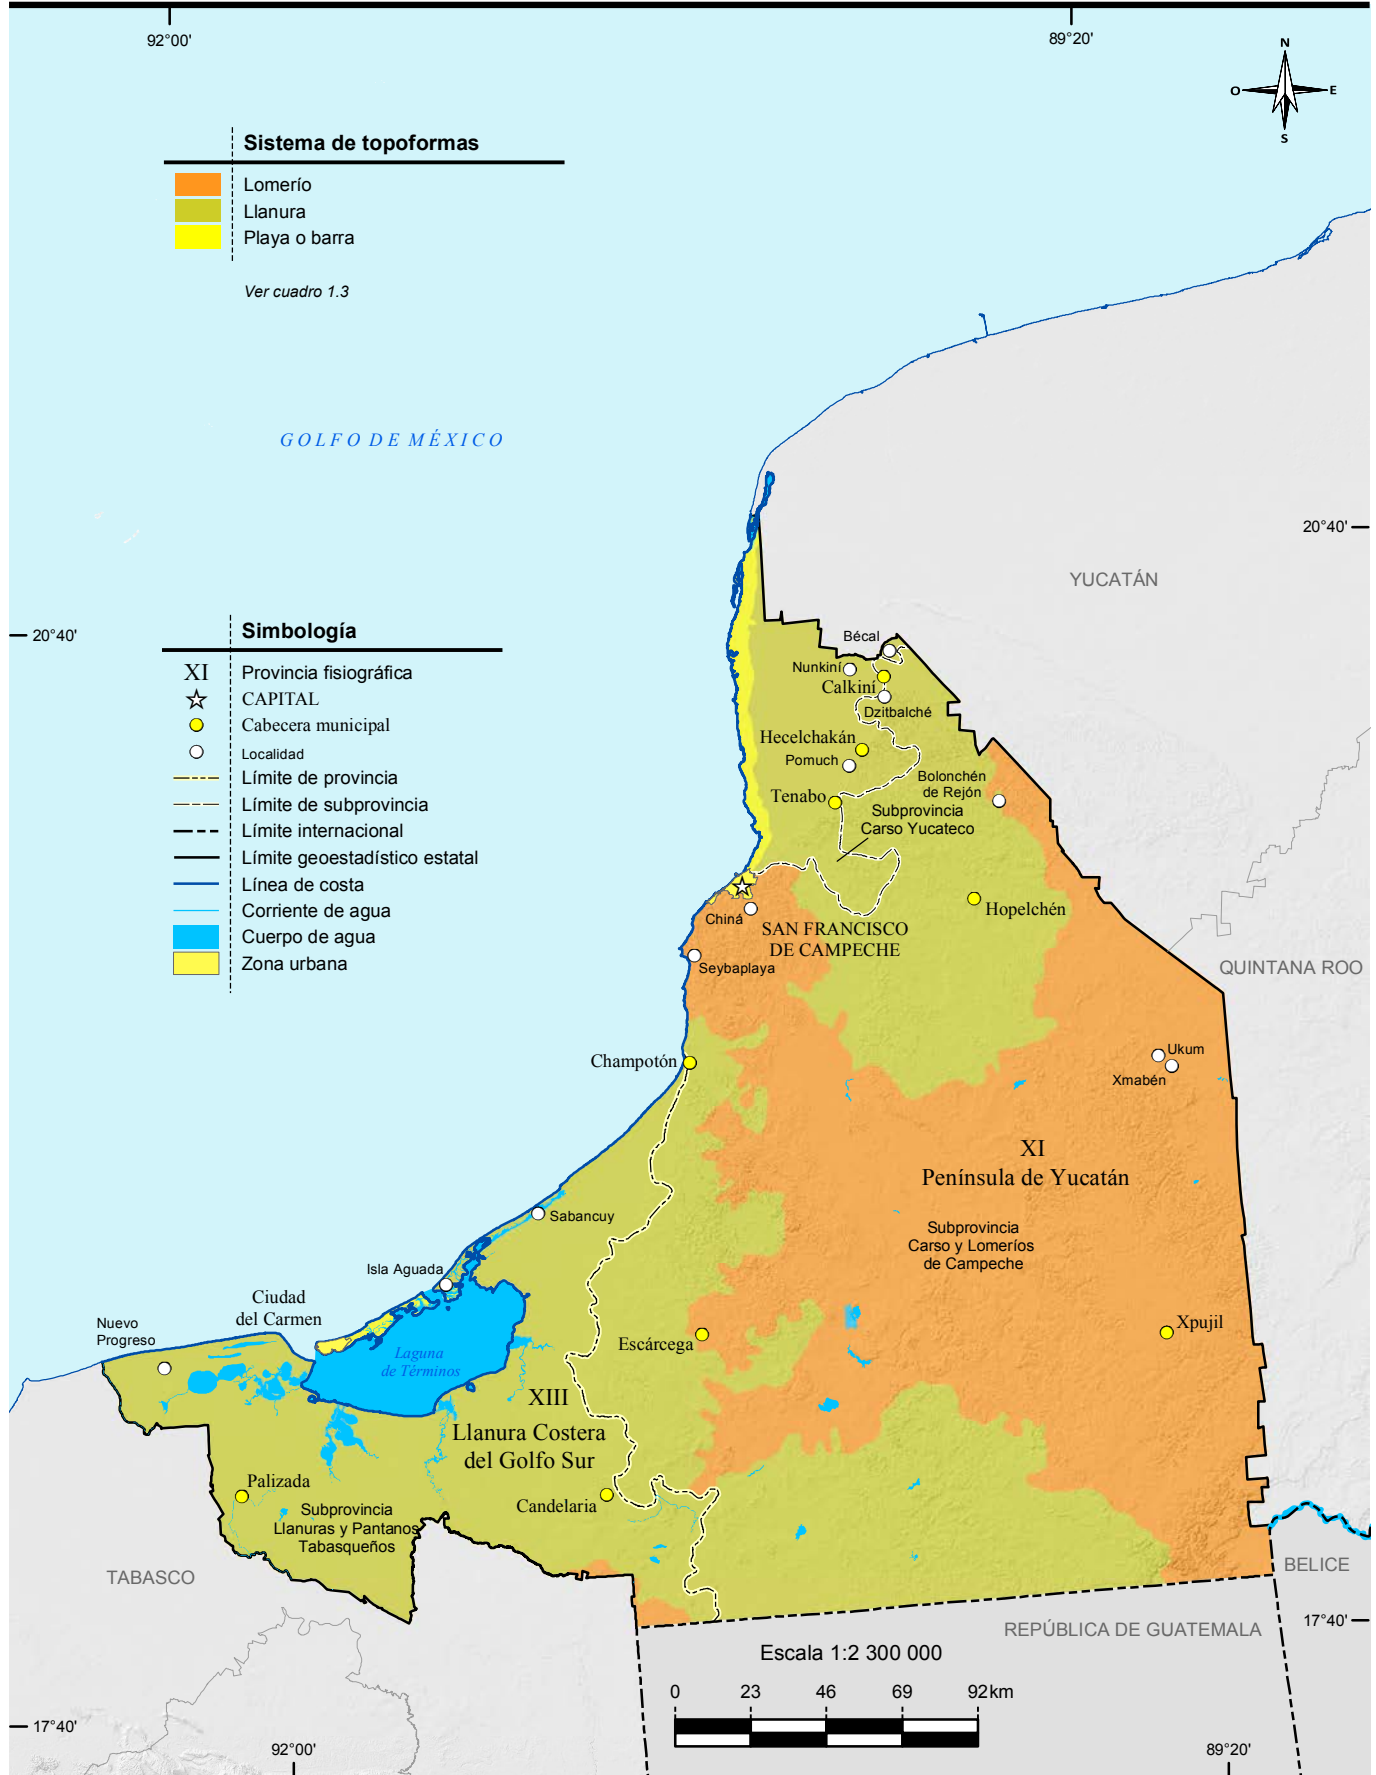 92°00'
89°20'
N
O
E
S
Sistema de topoformas
Lomerío
Llanura
Playa o barra
Ver cuadro 1.3
GOLFO DE MÉXICO
20°40'
YUCATÁN
20°40'
Simbología
XI Provincia fisiográfica
CAPITAL
Cabecera municipal
Localidad
Límite de provincia
Límite de subprovincia
Límite internacional
Límite geoestadístico estatal
Línea de costa
Corriente de agua
Cuerpo de agua
Zona urbana
Bécal
Nunkiní
Calkiní
Dzitbalché
Hecelchakán
Pomuch
Bolonchén
de Rejón
Tenabo
Subprovincia
Carso Yucateco
Hopelchén
Chiná
SAN FRANCISCO
DE CAMPECHE
Seybaplaya
QUINTANA ROO
Champotón
Ukum
Xmabén
XI
Península de Yucatán
Subprovincia
Carso y Lomeríos
de Campeche
Sabancuy
Isla Aguada
Ciudad
del Carmen
Nuevo
Progreso
Laguna
de Términos
Escárcega
Xpujil
XIII
Llanura Costera
del Golfo Sur
Palizada
Candelaria
Subprovincia
Llanuras y Pantanos
Tabasqueños
TABASCO
BELICE
REPÚBLICA DE GUATEMALA
17°40'
Escala 1:2 300 000
0 23 46 69 92km
17°40'
92°00'
89°20'